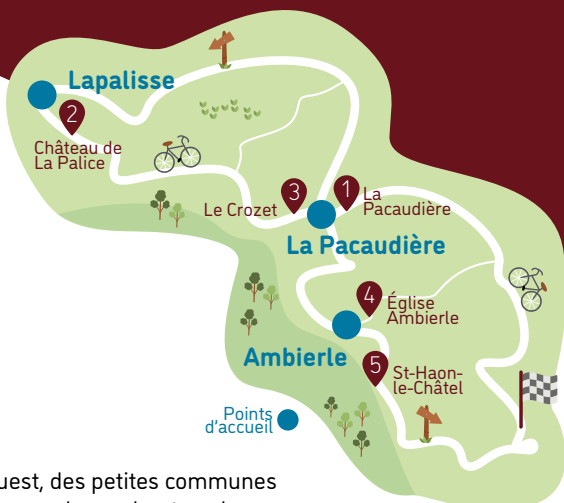 Lapalisse
2
Château de
La Palice
Le Crozet
3
1
La
Pacaudière
La Pacaudière
4
Église
Ambierle
Ambierle
5
St-Haon-
le-Châtel
Points
d'accueil
uest, des petites communes